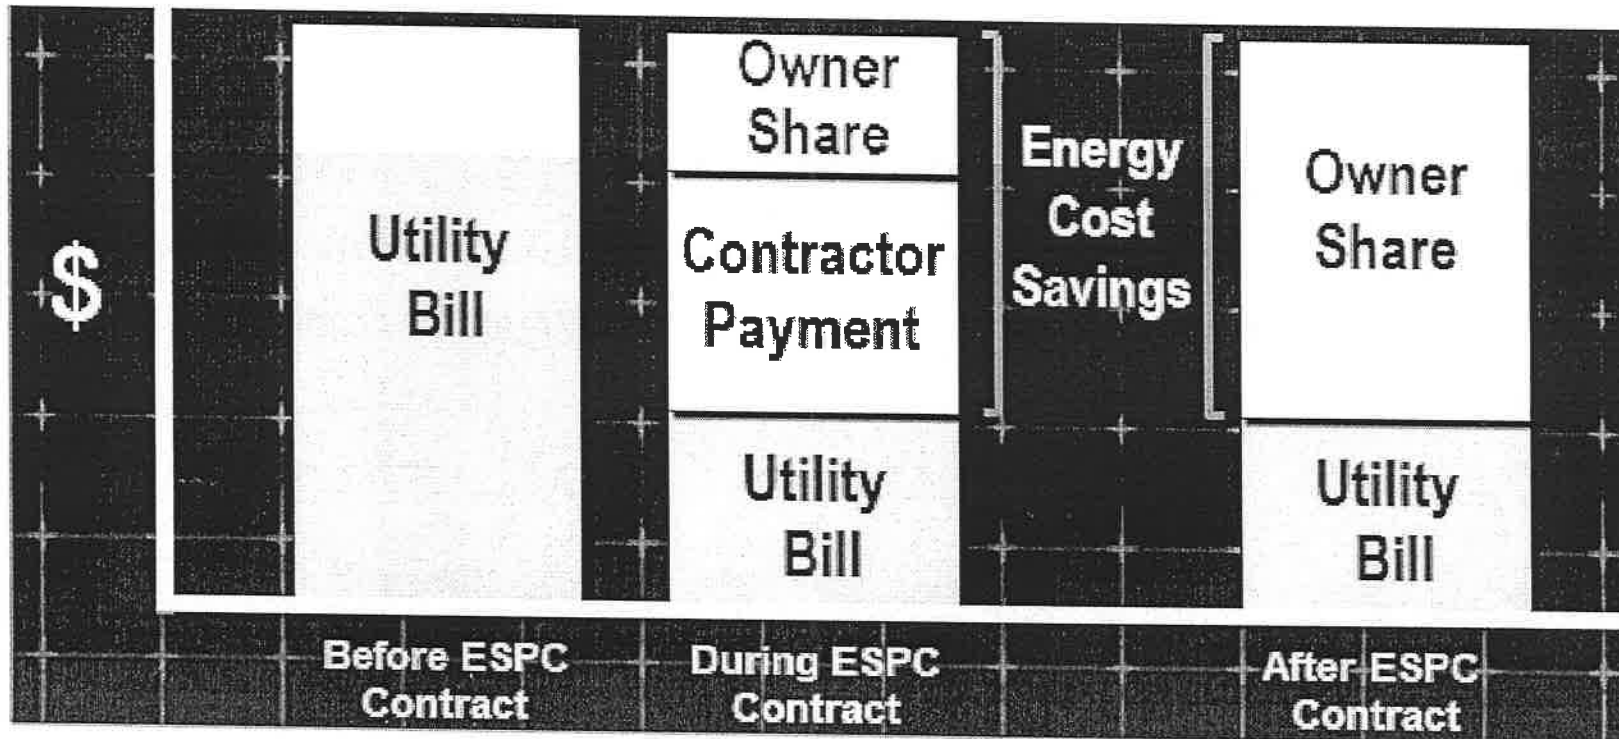 $
Utility
Bill
Owner
Share
Contractor
Payment
Utility
Bill
Energy
Cost
Savings
Owner
Share
Utility
Bill
Before ESPC
Contract
During ESPC
Contract
After ESPC
Contract